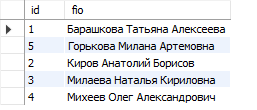 id fio
1 Барашкова Татьяна Алексеева
5 Горькова Милана Артемовна
2 Киров Анатолий Борисов
3 Милаева Наталья Кириловна
4 Михеев Олег Александрович